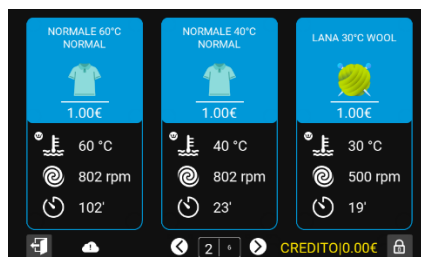 NORMALE 60°C
NORMAL
1.00€
60 °C
802 rpm
102'
NORMALE 40°C
NORMAL
1.00€
40 °C
802 rpm
23'
LANA 30°C WOOL
1.00€
30 °C
500 rpm
19'
2 6
CREDITO|0.00€